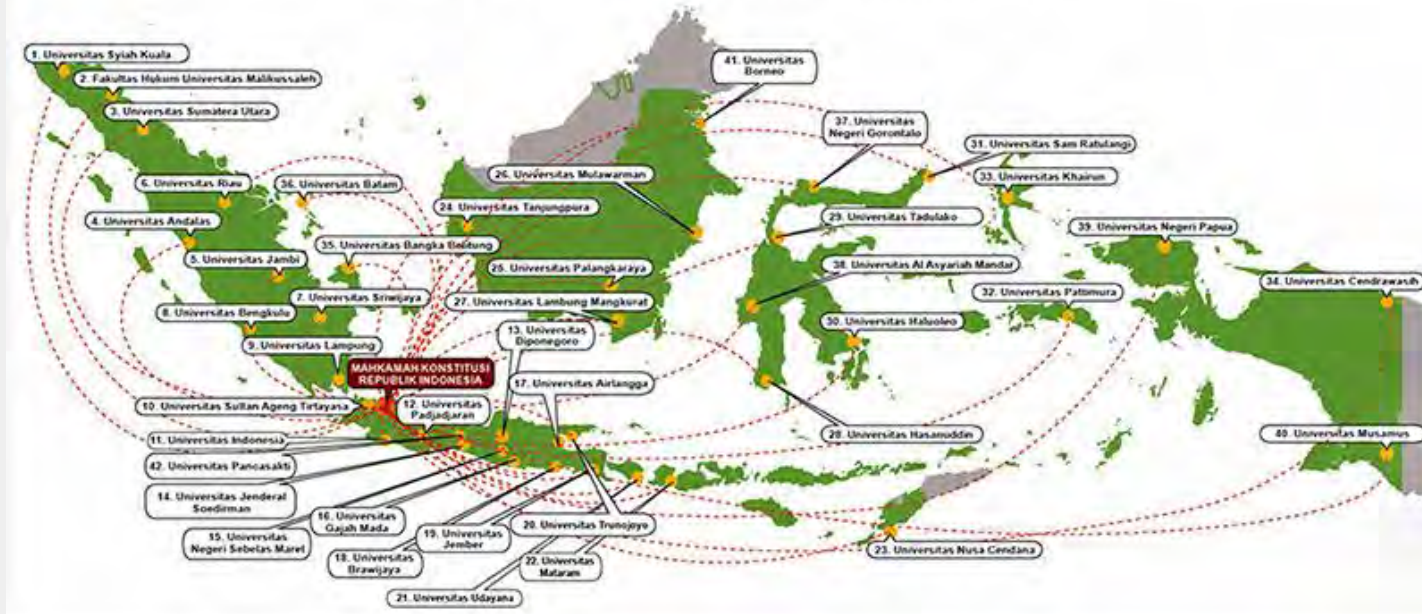 1. Universitas Syiah Kuala
2. Fakultas Hukum Universitas Malikussaleh
3. Universitas Sumatera Utara
41. Universitas
Borneo
37. Universitas
Negeri Gorontalo
31. Universitas Sam Ratulangi
33. Universitas Khairun
6. Universitas Riau
36. Universitas Batam
26. Universitas Mulawarman
4. Universitas Andalas
24. Universitas Tanjungpura
29. Universitas Tadulako
39. Universitas Negeri Papua
35. Universitas Bangka Belitung
5. Universitas Jambi
38. Universitas Al Asyariah Mandar
25. Universitas Palangkaraya
34. Universitas Cendrawasih
32. Universitas Pattimura
7. Universitas Sriwijaya
27. Universitas Lambung Mangkurat
8. Universitas Bengkulu
30. Universitas Haluoleo
13. Universitas
Diponegoro
9. Universitas Lampung
MAHKAMAH KONSTITUSI
REPUBLIK INDONESIA
17. Universitas Airlangga
10. Universitas Sultan Ageng Tirtayasa
12. Universitas
Padjadjaran
11. Universitas Indonesia
28. Universitas Hasanuddin
40. Universitas Musamus
42. Universitas Pancasakti
14. Universitas Jenderal
Soedirman
16. Universitas
Gajah Mada
15. Universitas
Negeri Sebelas Maret
20. Universitas Trunojoyo
19. Universitas
Jember
18. Universitas
Brawijaya
22. Universitas
Mataram
23. Universitas Nusa Cendana
21. Universitas Udayana